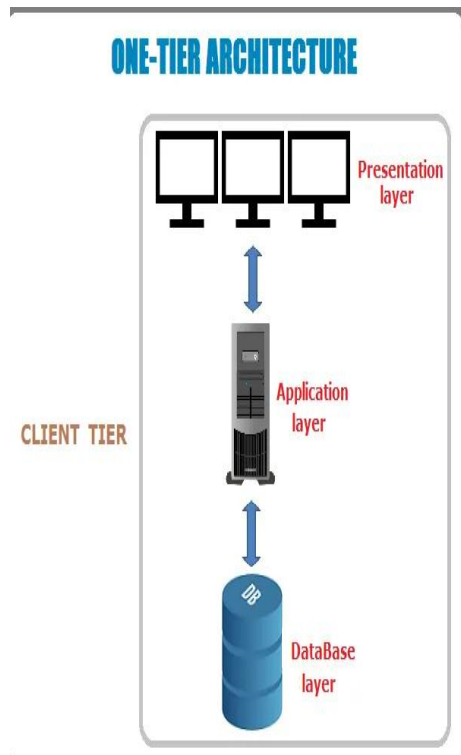 ONE-TIER ARCHITECTURE
Presentation
layer
Application
layer
CLIENT TIER
DB
DataBase
layer